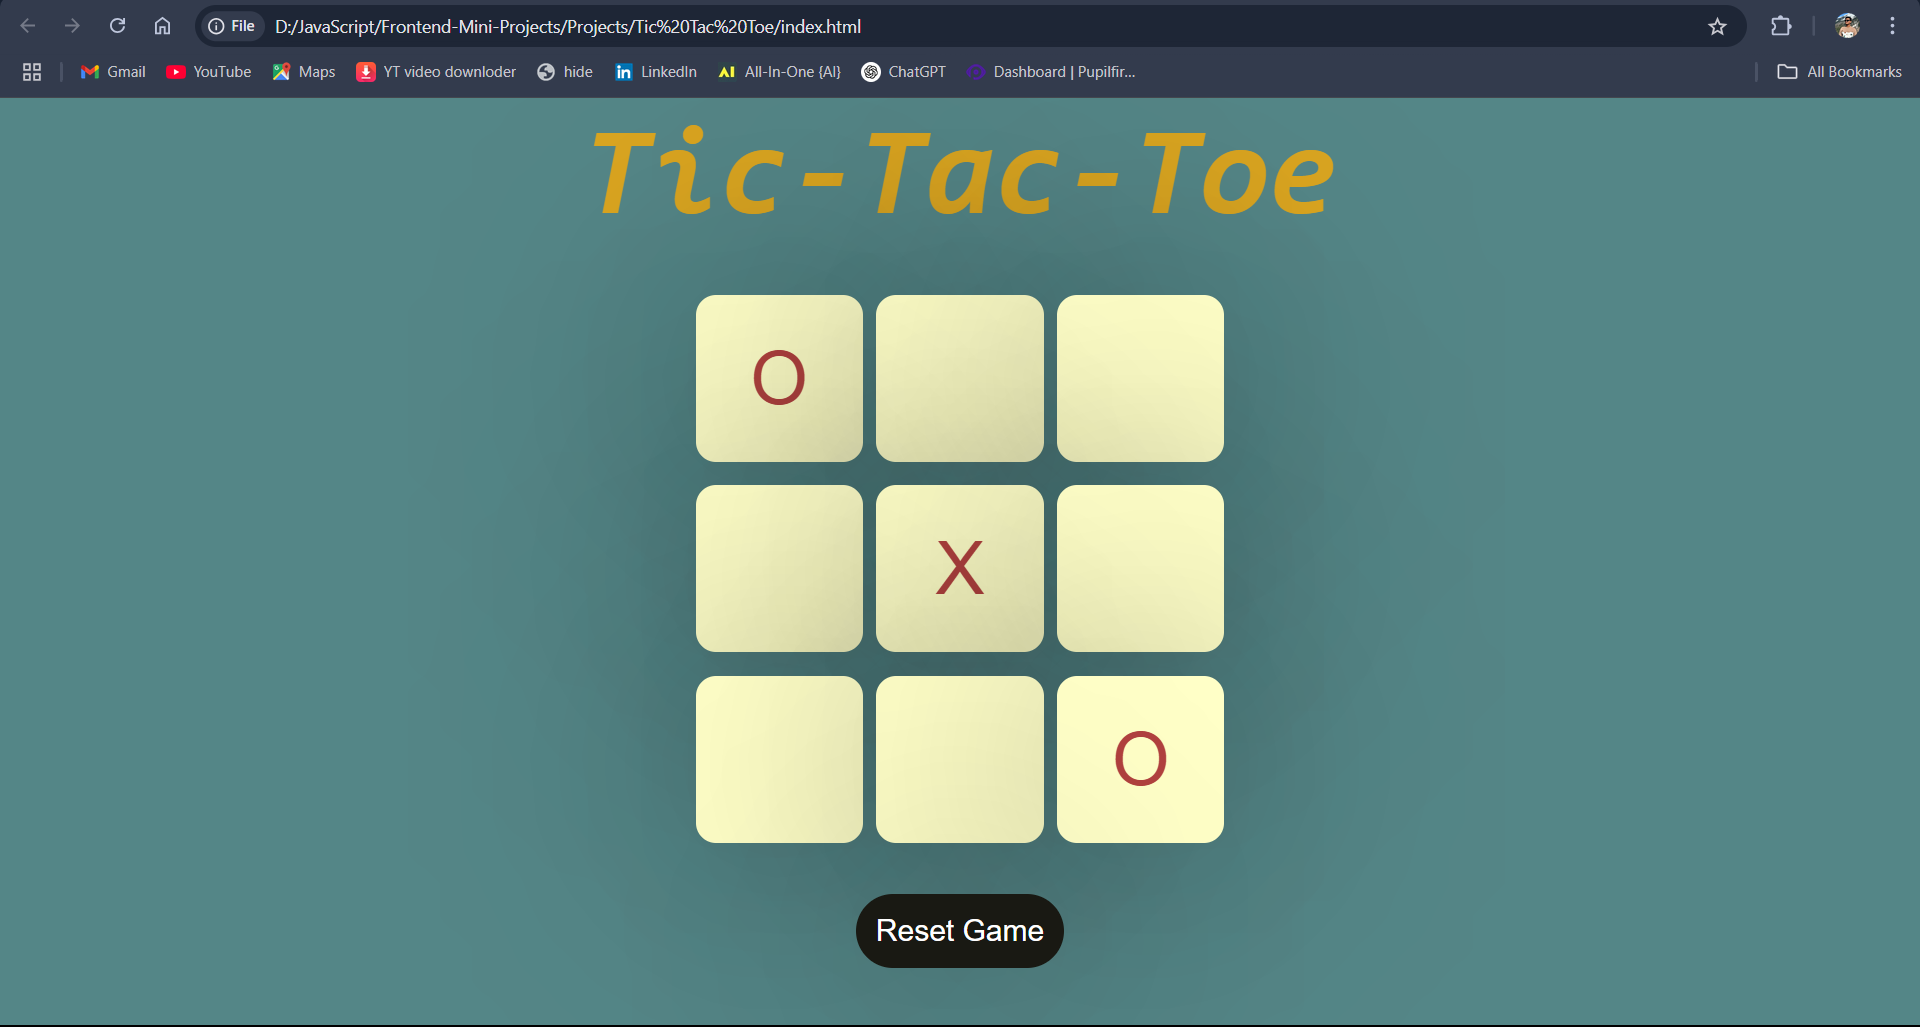 File D:/JavaScript/Frontend-Mini-Projects/Projects/Tic%20Tac%20Toe/index.html
Gmail YouTube Maps YT video downloder hide LinkedIn All-In-One {AI} ChatGPT Dashboard | Pupilfir... All Bookmarks
Tic-Tac-Toe
O
X
O
Reset Game